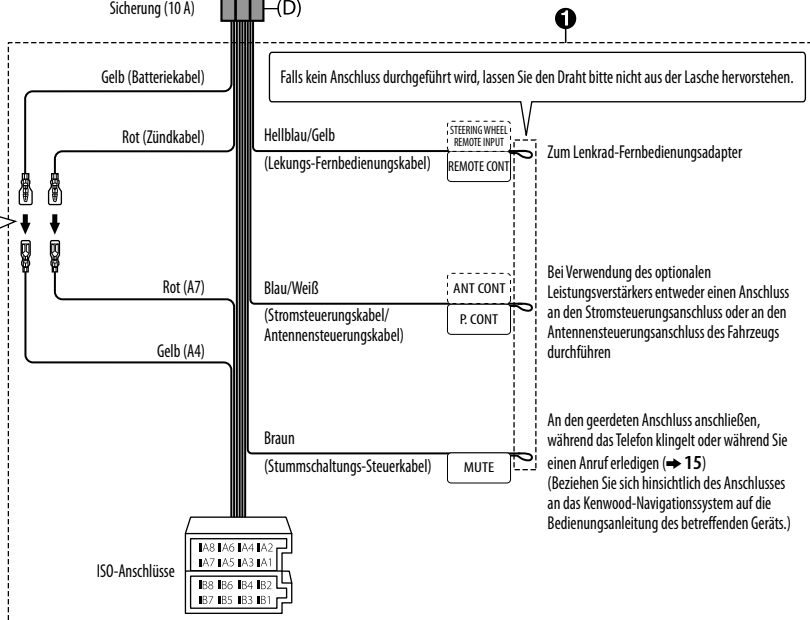 Sicherung (10 A)
(D)
1
Gelb (Batteriekabel)
Falls kein Anschluss durchgeführt wird, lassen Sie den Draht bitte nicht aus der Lasche hervorstehen.
Rot (Zündkabel)
Hellblau/Gelb
(Lekungs-Fernbedienungskabel)
STEERING WHEEL
REMOTE INPUT
REMOTE CONT
Zum Lenkrad-Fernbedienungsadapter
Rot (A7)
Blau/Weiß
(Stromsteuerungskabel/
Antennensteuerungskabel)
ANT CONT
P. CONT
Bei Verwendung des optionalen
Leistungsverstärkers entweder einen Anschluss
an den Stromsteuerungsanschluss oder an den
Antennensteuerungsanschluss des Fahrzeugs
durchführen
Gelb (A4)
Braun
(Stummschaltungs-Steuerkabel)
MUTE
An den geerdeten Anschluss anschließen,
während das Telefon klingelt oder während Sie
einen Anruf erledigen (➡ 15)
(Beziehen Sie sich hinsichtlich des Anschlusses
an das Kenwood-Navigationssystem auf die
Bedienungsanleitung des betreffenden Geräts.)
ISO-Anschlüsse
A8 A6 A4 A2
A7 A5 A3 A1
B8 B6 B4 B2
B7 B5 B3 B1